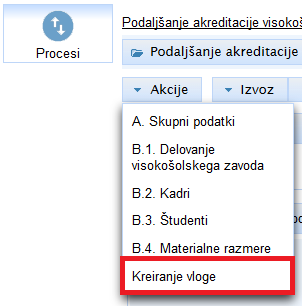 Podaljšanje akreditacije
Procesi
Podaljšanje akreditacije
Akcije
Izvoz
A. Skupni podatki
B.1. Delovanje
visokošolskega zavoda
B.2. Kadri
B.3. Študenti
B.4. Materialne razmere
Kreiranje vloge